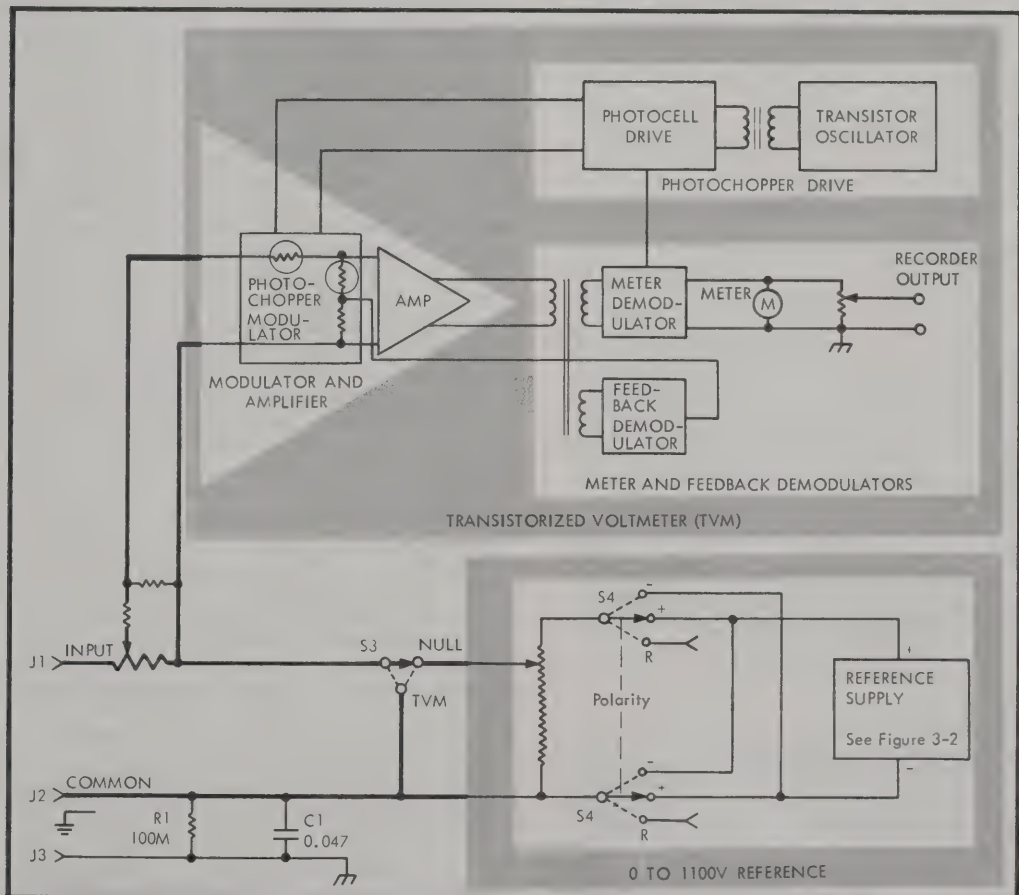 PHOTOCELL
DRIVE
TRANSISTOR
OSCILLATOR
PHOTOCHOPPER DRIVE
PHOTO-
CHOPPER
MODU-
LATOR
AMP
MODULATOR AND
AMPLIFIER
METER
DEMOD-
ULATOR
METER
M
RECORDER
OUTPUT
FEED-
BACK
DEMOD-
ULATOR
METER AND FEEDBACK DEMODULATORS
TRANSISTORIZED VOLTMETER (TVM)
J1
INPUT
S3
NULL
TVM
S4
-
+
R
Polarity
+
REFERENCE
SUPPLY
See Figure 3-2
-
J2
COMMON
R1
100M
C1
0.047
J3
-
+
S4
R
0 TO 1100V REFERENCE